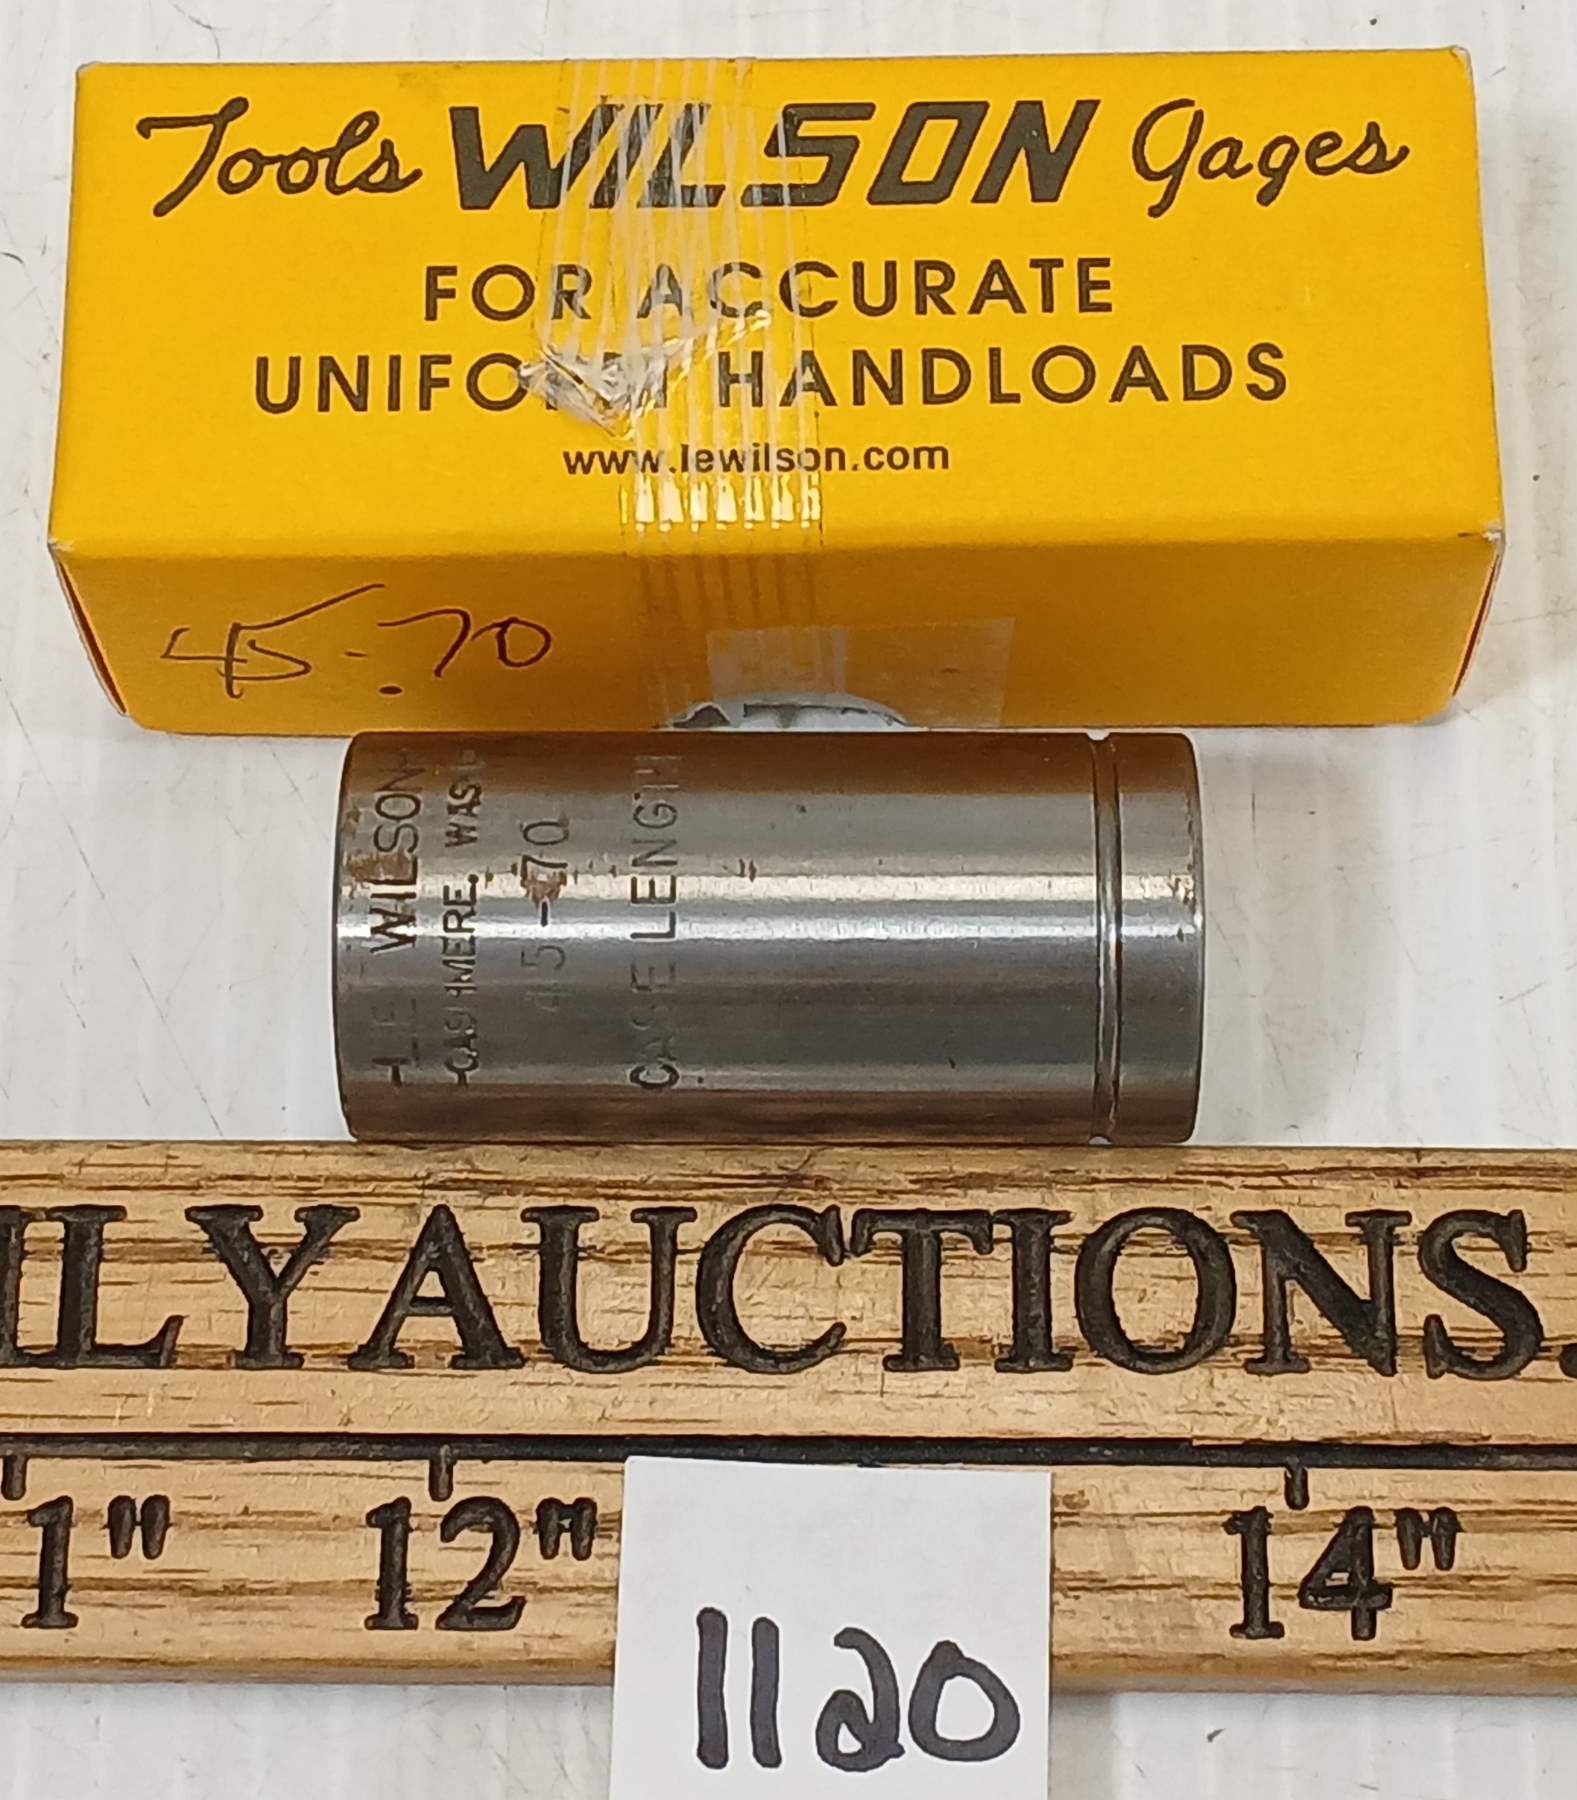 Tools WILSON Gages
FOR ACCURATE
UNIFORM HANDLOADS
www.lewilson.com
45-.70
L E WILSON
CASHMERE. WASH
45-70
CASE LENGTH
ILYAUCTIONS.
1" 12" 14"
1120